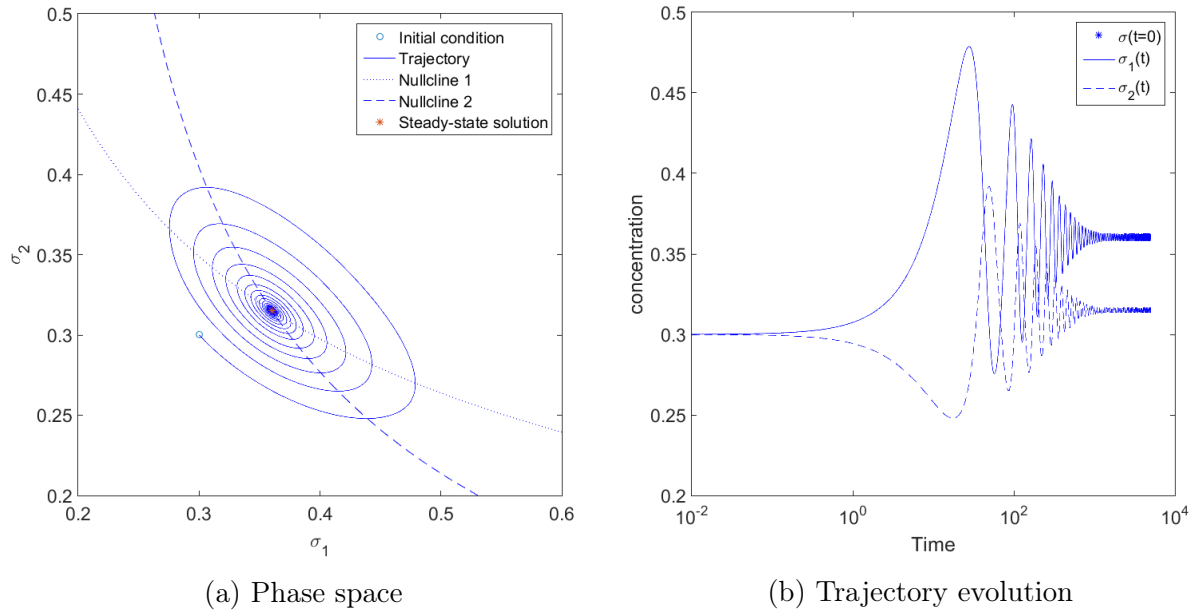 0.5
0.45
0.4
0.35
0.3
0.25
0.2
σ₂
0.2
0.3
0.4
0.5
0.6
σ₁
Initial condition
Trajectory
Nullcline 1
Nullcline 2
Steady-state solution
(a) Phase space
0.5
0.45
0.4
0.35
0.3
0.25
0.2
concentration
10⁻²
10⁰
10²
10⁴
Time
σ(t=0)
σ₁(t)
σ₂(t)
(b) Trajectory evolution